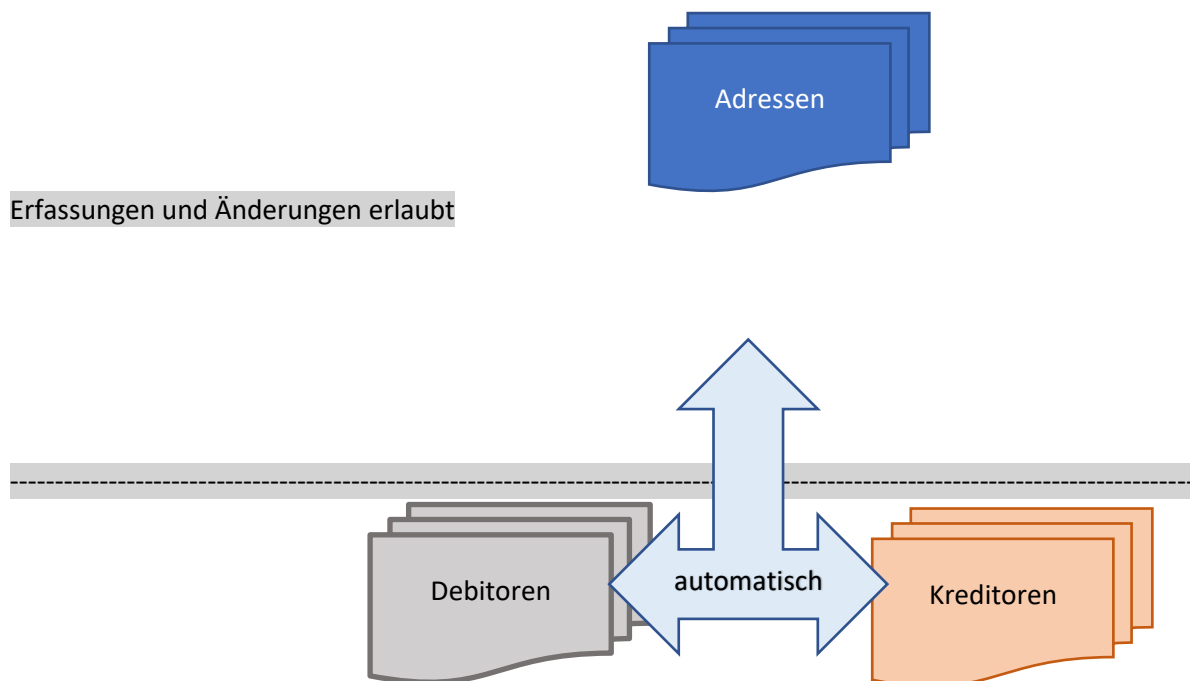 Adressen
Erfassungen und Änderungen erlaubt
Debitoren
automatisch
Kreditoren